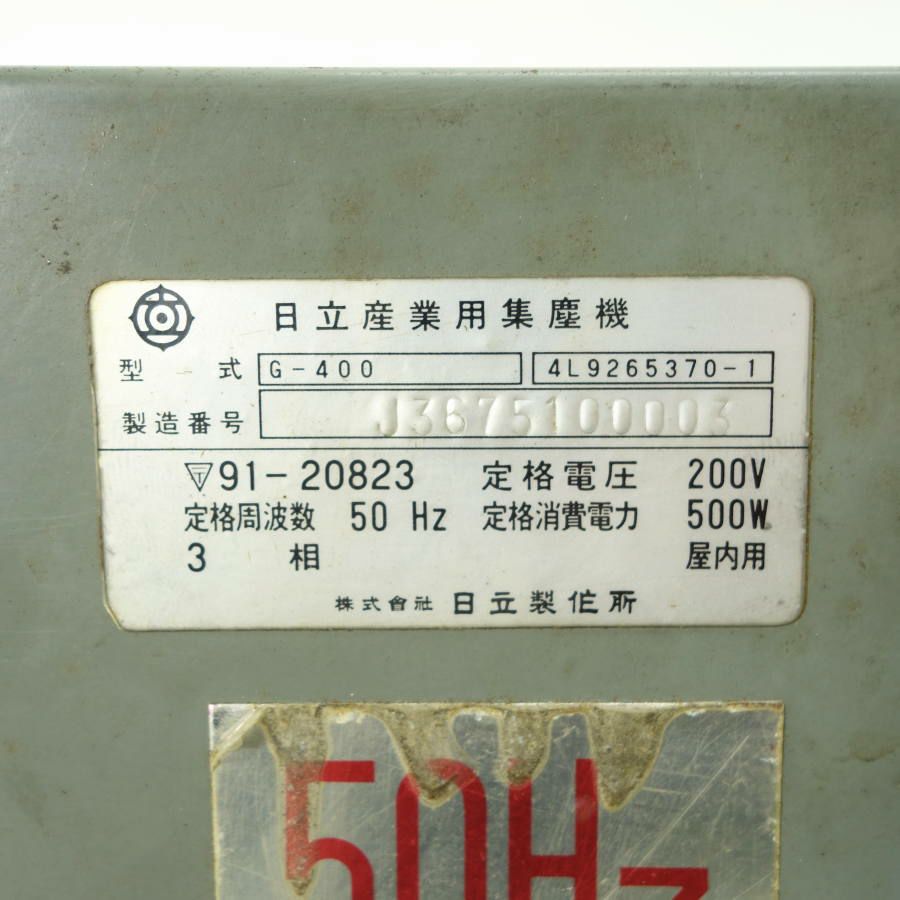 日立産業用集塵機
型式 G-400 4L9265370-1
製造番号 J3675100003
〒91-20823 定格電圧 200V
定格周波数 50 Hz 定格消費電力 500W
3相 屋内用
株式會社 日立製作所
50Hz